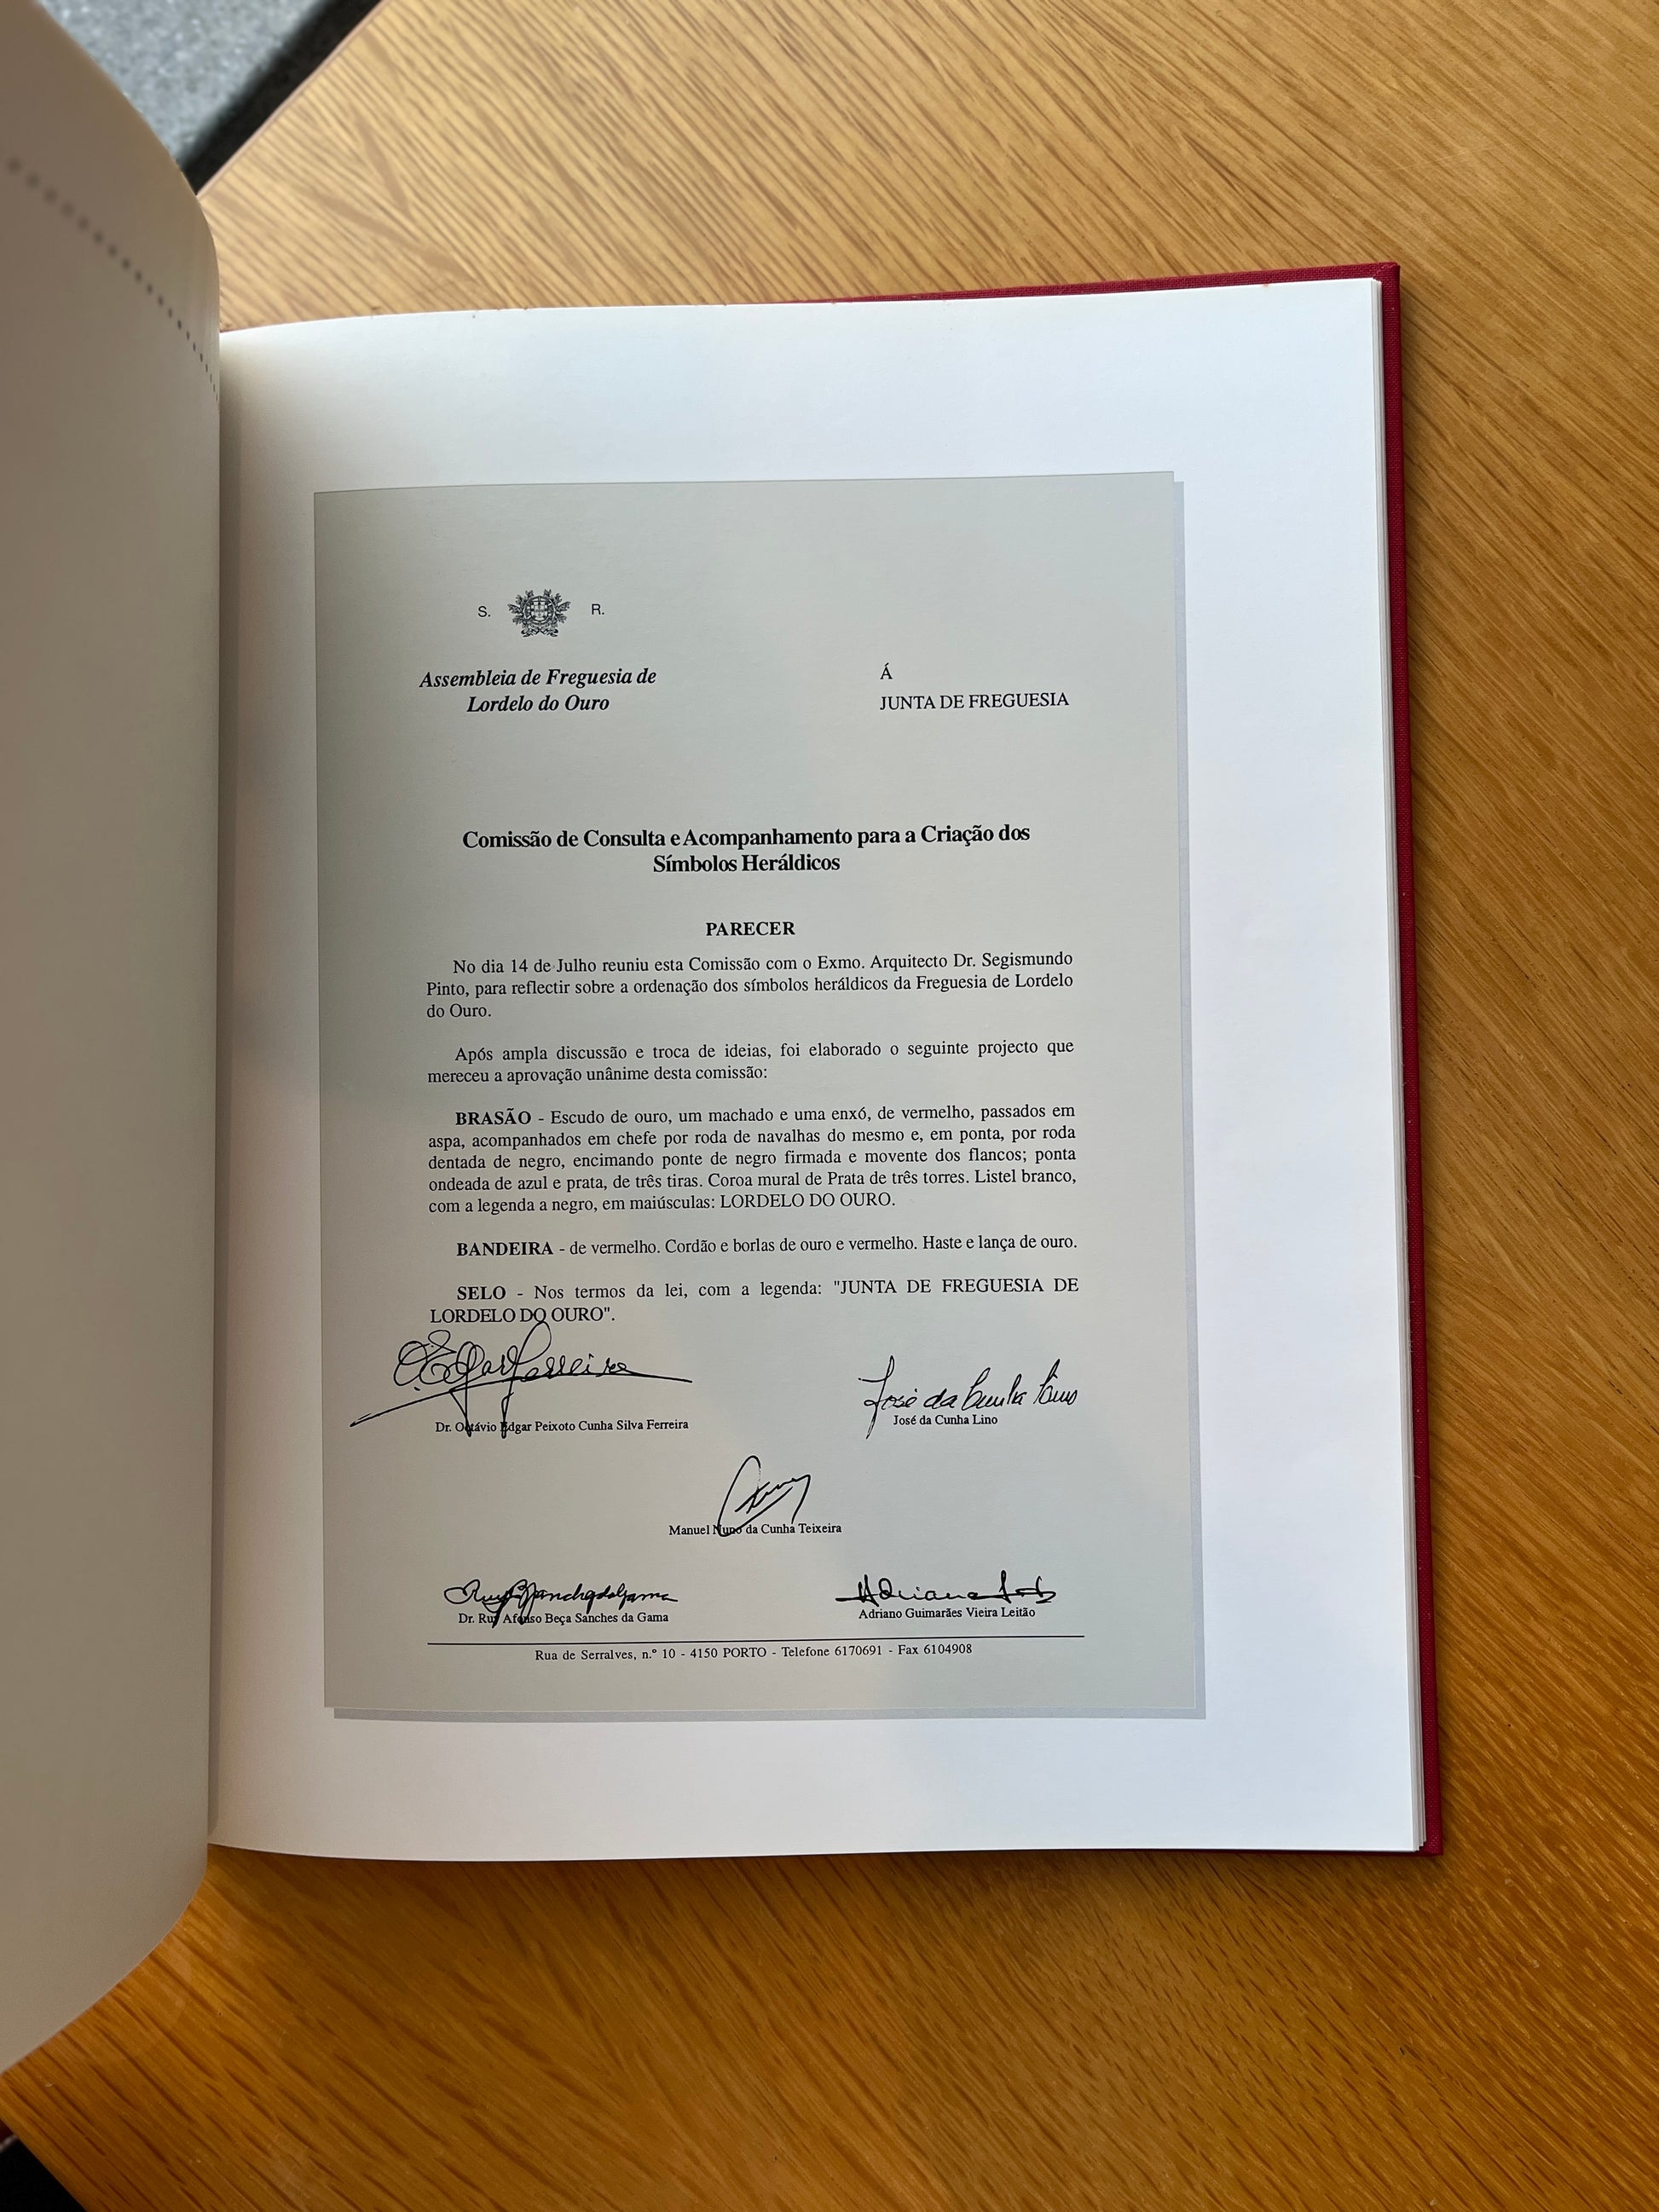 S. R.
Assembleia de Freguesia de
Lordelo do Ouro
Á
JUNTA DE FREGUESIA
Comissão de Consulta e Acompanhamento para a Criação dos
Símbolos Heráldicos
PARECER
No dia 14 de Julho reuniu esta Comissão com o Exmo. Arquitecto Dr. Segismundo
Pinto, para reflectir sobre a ordenação dos símbolos heráldicos da Freguesia de Lordelo
do Ouro.
Após ampla discussão e troca de ideias, foi elaborado o seguinte projecto que
mereceu a aprovação unânime desta comissão:
BRASÃO - Escudo de ouro, um machado e uma enxó, de vermelho, passados em
aspa, acompanhados em chefe por roda de navalhas do mesmo e, em ponta, por roda
dentada de negro, encimando ponte de negro firmada e movente dos flancos; ponta
ondeada de azul e prata, de três tiras. Coroa mural de Prata de três torres. Listel branco,
com a legenda a negro, em maiúsculas: LORDELO DO OURO.
BANDEIRA - de vermelho. Cordão e borlas de ouro e vermelho. Haste e lança de ouro.
SELO - Nos termos da lei, com a legenda: "JUNTA DE FREGUESIA DE
LORDELO DO OURO".
Dr. Octávio Edgar Peixoto Cunha Silva Ferreira
José da Cunha Lino
José da Cunha Lino
Manuel Nuno da Cunha Teixeira
Dr. Ruy Afonso Beça Sanches da Gama
Adriano Guimarães Vieira Leitão
Rua de Serralves, n.º 10 - 4150 PORTO - Telefone 6170691 - Fax 6104908